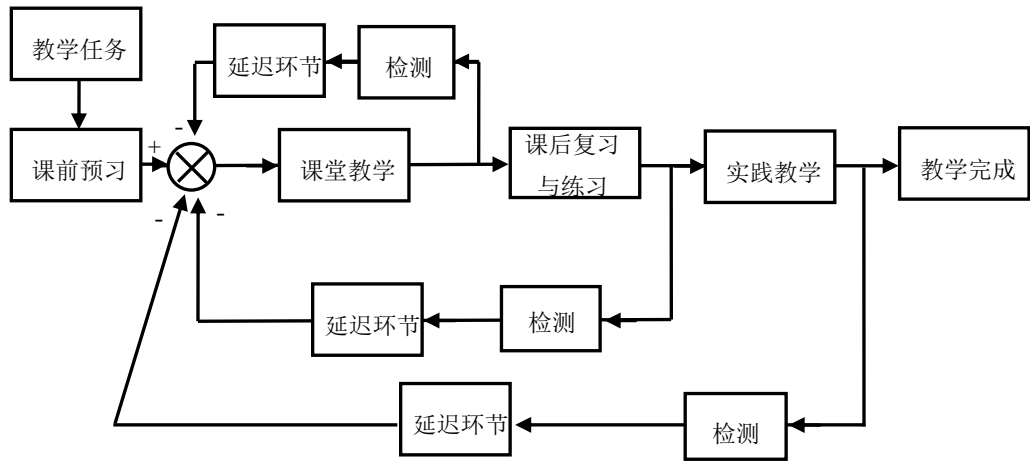 教学任务
延迟环节
检测
课前预习
+
-
课堂教学
课后复习
与练习
实践教学
教学完成
-
-
延迟环节
检测
延迟环节
检测